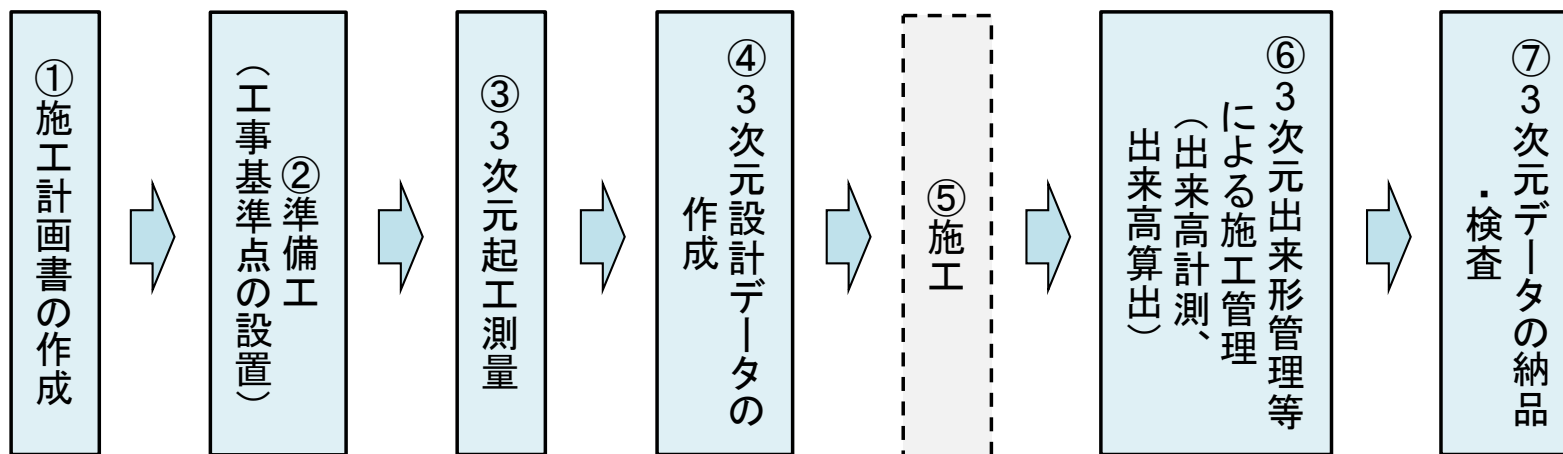 ①施工計画書の作成
②準備工
(工事基準点の設置)
③3次元起工測量
④3次元設計データの
作成
⑤施工
⑥3次元出来形管理等
による施工管理
(出来高計測、
出来高算出)
⑦3次元データの納品
・検査